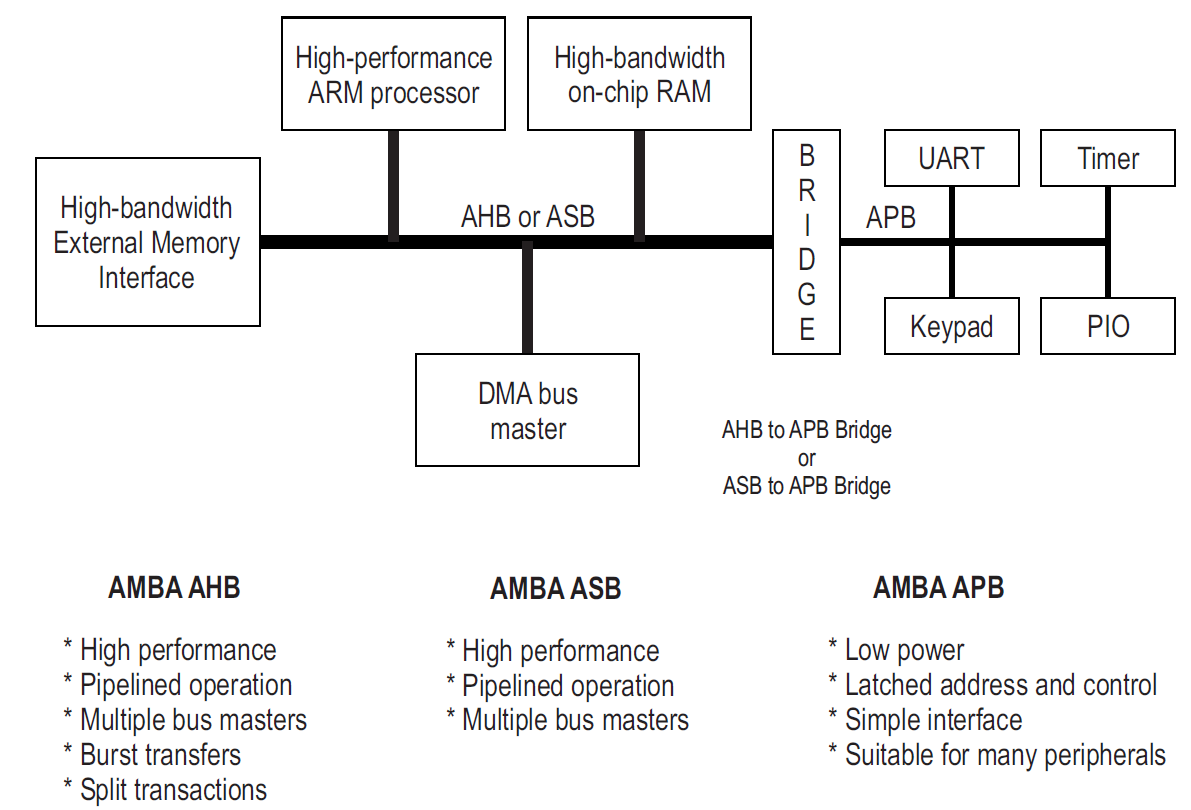 High-performance
ARM processor
High-bandwidth
on-chip RAM
High-bandwidth
External Memory
Interface
AHB or ASB
B
R
I
D
G
E
APB
UART
Timer
Keypad
PIO
DMA bus
master
AHB to APB Bridge
or
ASB to APB Bridge
AMBA AHB
* High performance
* Pipelined operation
* Multiple bus masters
* Burst transfers
* Split transactions
AMBA ASB
* High performance
* Pipelined operation
* Multiple bus masters
AMBA APB
* Low power
* Latched address and control
* Simple interface
* Suitable for many peripherals